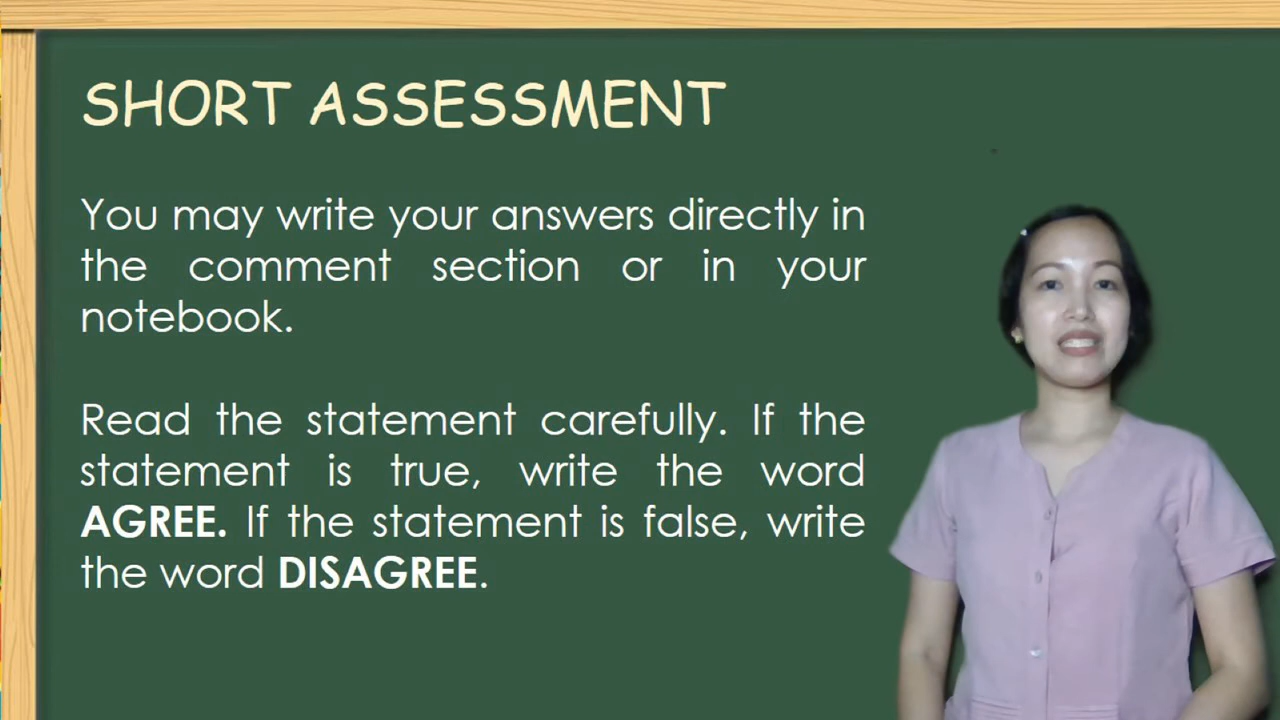 SHORT ASSESSMENT
You may write your answers directly in
the comment section or in your
notebook.
Read the statement carefully. If the
statement is true, write the word
AGREE. If the statement is false, write
the word DISAGREE.